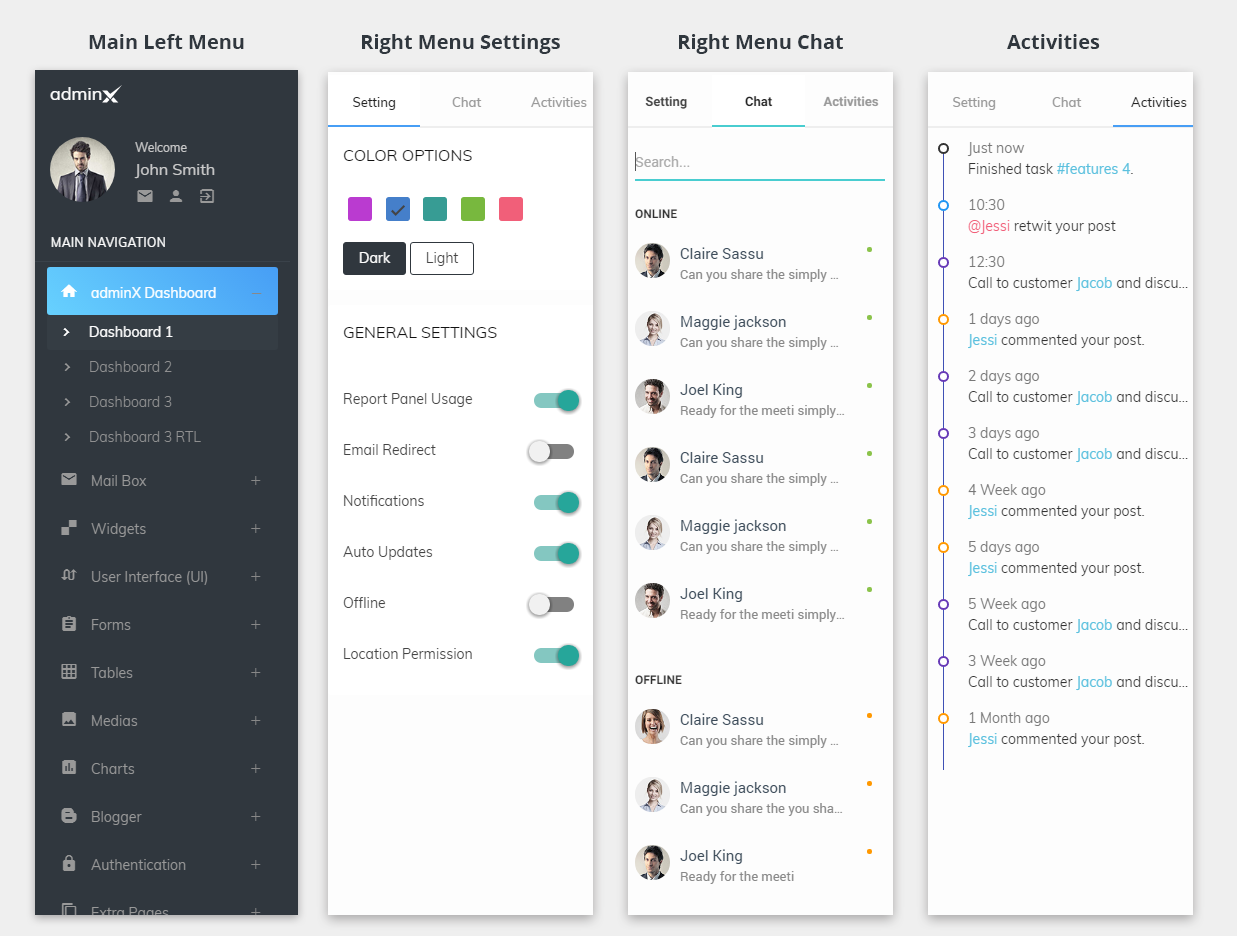 Main Left Menu
adminX
Welcome
John Smith
MAIN NAVIGATION
adminX Dashboard
Dashboard 1
Dashboard 2
Dashboard 3
Dashboard 3 RTL
Mail Box
Widgets
User Interface (UI)
Forms
Tables
Medias
Charts
Blogger
Authentication
Extra Pages
Right Menu Settings
Setting Chat Activities
COLOR OPTIONS
Dark Light
GENERAL SETTINGS
Report Panel Usage
Email Redirect
Notifications
Auto Updates
Offline
Location Permission
Right Menu Chat
Setting Chat Activities
Search...
ONLINE
Claire Sassu
Can you share the simply ...
Maggie jackson
Can you share the simply ...
Joel King
Ready for the meeti simply...
Claire Sassu
Can you share the simply ...
Maggie jackson
Can you share the simply ...
Joel King
Ready for the meeti simply...
OFFLINE
Claire Sassu
Can you share the simply ...
Maggie jackson
Can you share the you sha...
Joel King
Ready for the meeti
Activities
Setting Chat Activities
Just now
Finished task #features 4.
10:30
@Jessi retwit your post
12:30
Call to customer Jacob and discu...
1 days ago
Jessi commented your post.
2 days ago
Call to customer Jacob and discu...
3 days ago
Call to customer Jacob and discu...
4 Week ago
Jessi commented your post.
5 days ago
Jessi commented your post.
5 Week ago
Call to customer Jacob and discu...
3 Week ago
Call to customer Jacob and discu...
1 Month ago
Jessi commented your post.